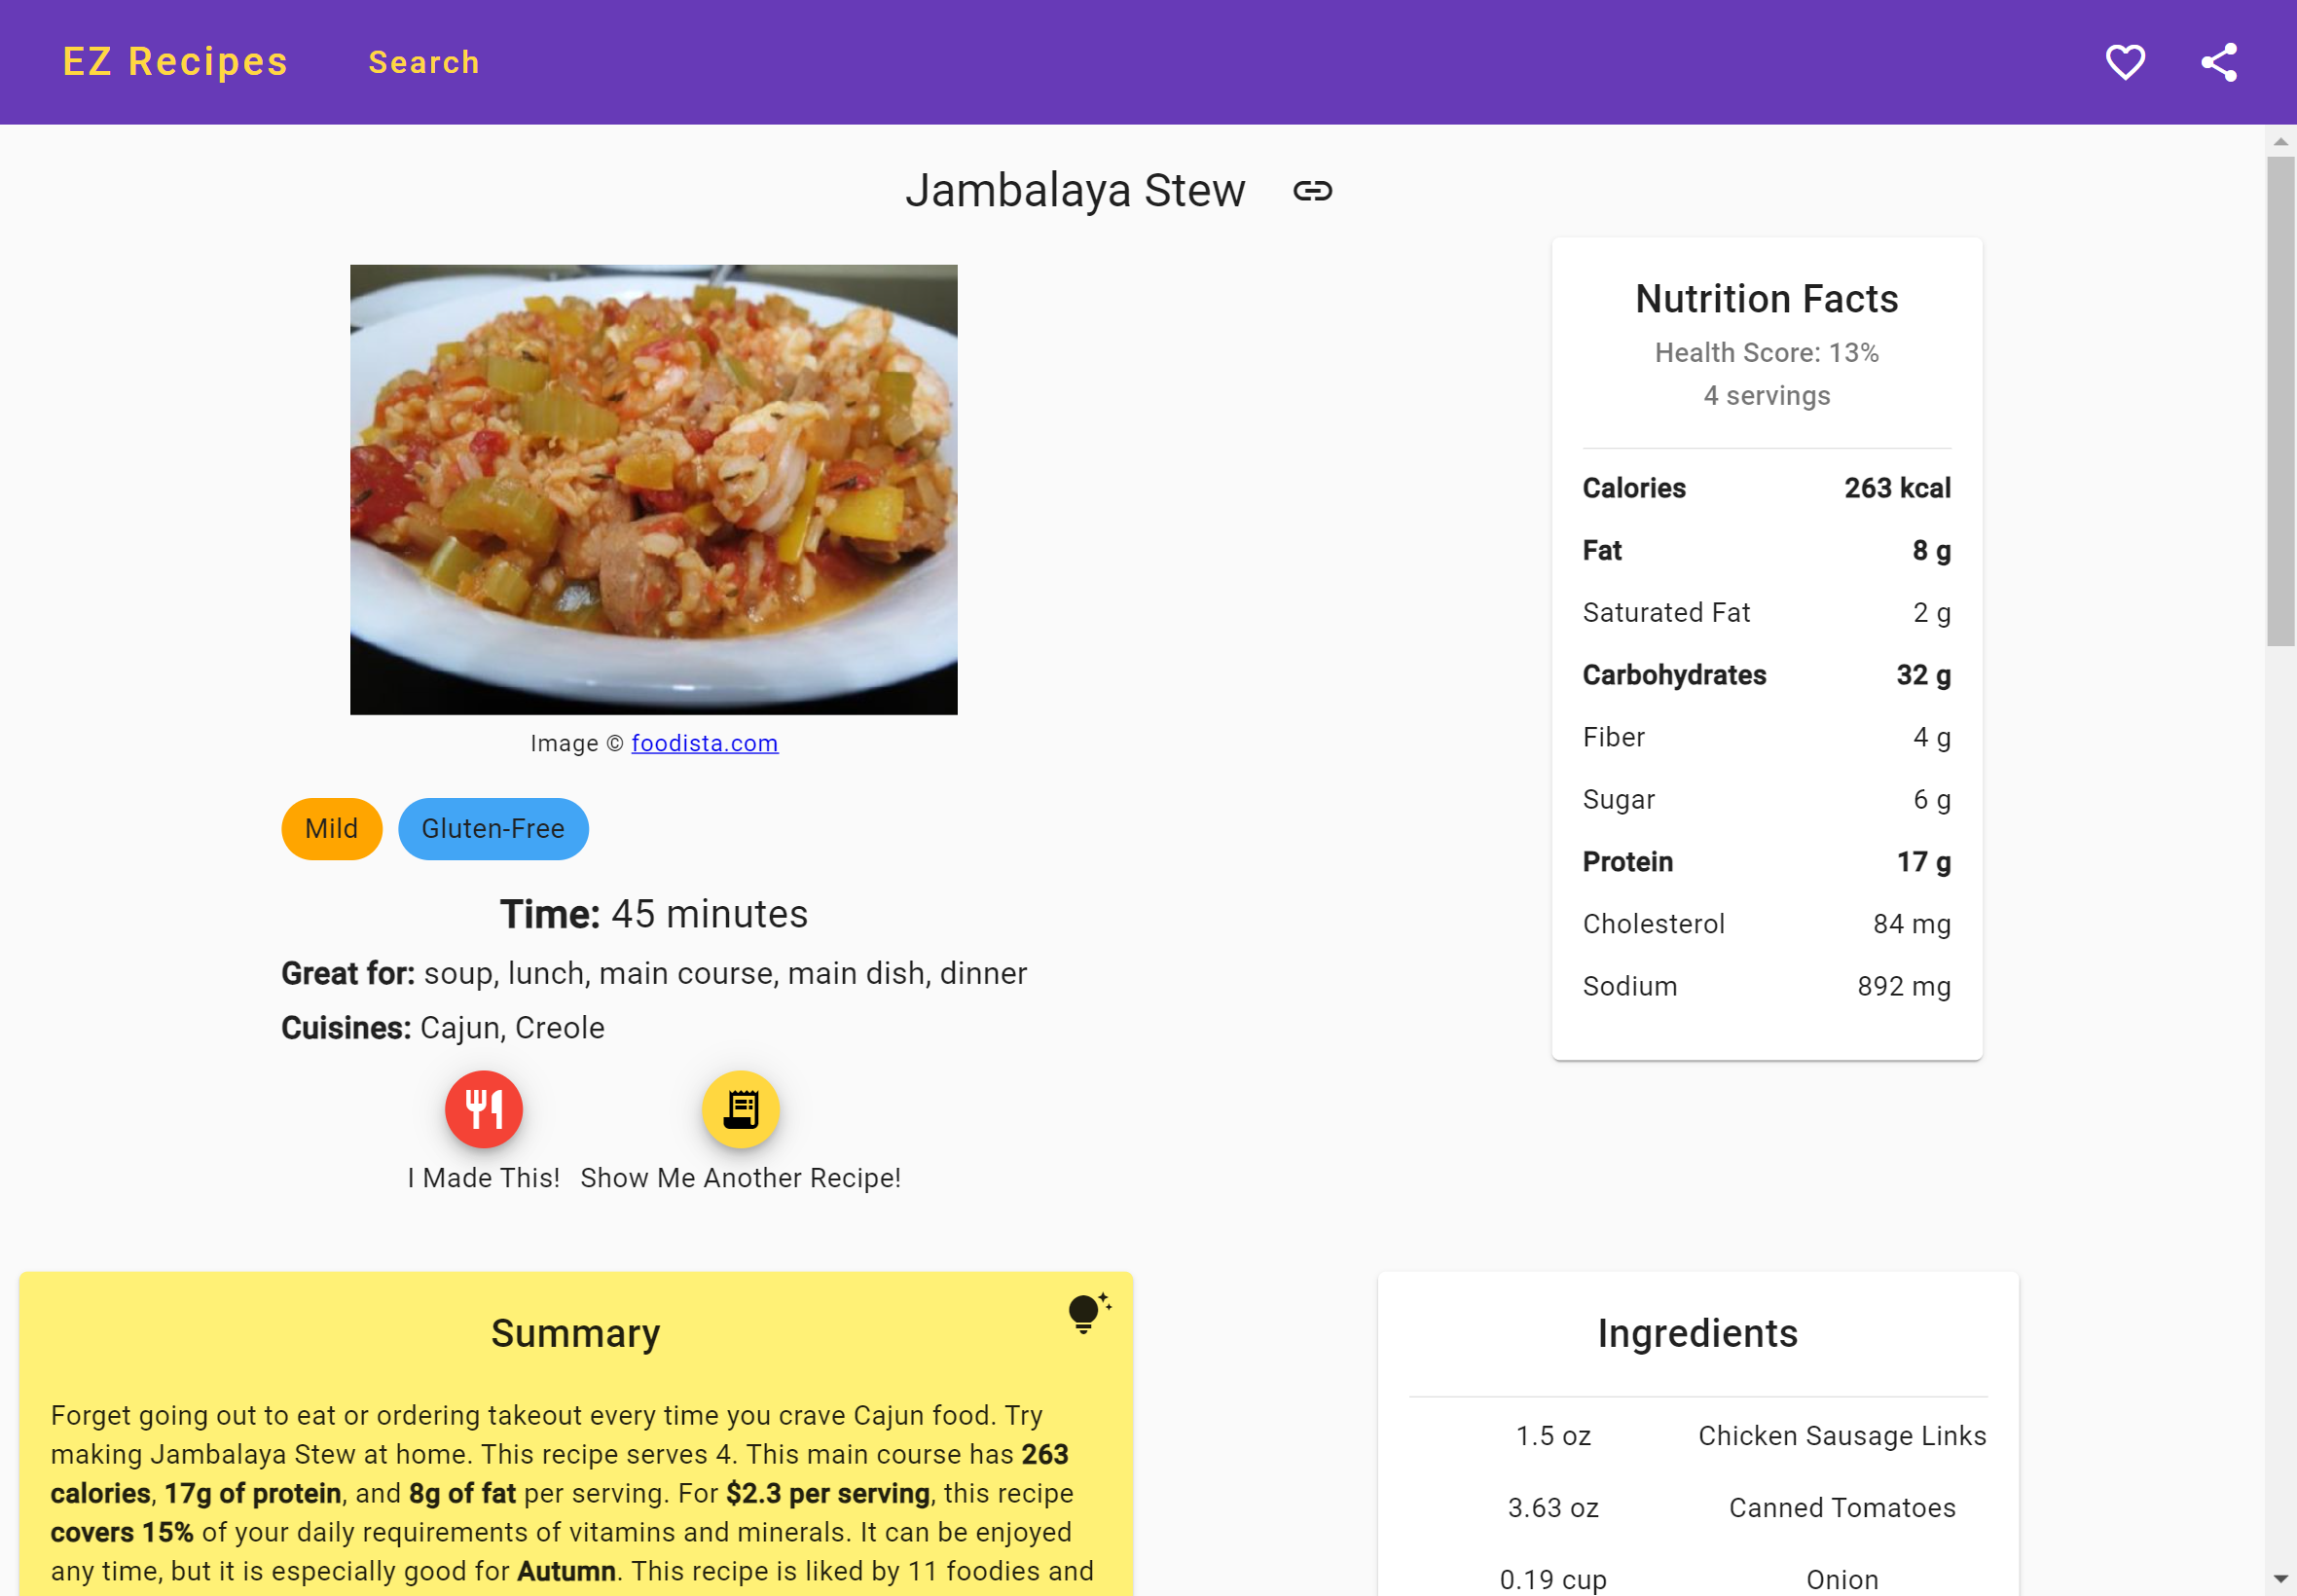 EZ Recipes
Search
Jambalaya Stew
Image © foodista.com
Mild
Gluten-Free
Time: 45 minutes
Great for: soup, lunch, main course, main dish, dinner
Cuisines: Cajun, Creole
I Made This!
Show Me Another Recipe!
Nutrition Facts
Health Score: 13%
4 servings
Calories 263 kcal
Fat 8 g
Saturated Fat 2 g
Carbohydrates 32 g
Fiber 4 g
Sugar 6 g
Protein 17 g
Cholesterol 84 mg
Sodium 892 mg
Summary
Forget going out to eat or ordering takeout every time you crave Cajun food. Try
making Jambalaya Stew at home. This recipe serves 4. This main course has 263
calories, 17g of protein, and 8g of fat per serving. For $2.3 per serving, this recipe
covers 15% of your daily requirements of vitamins and minerals. It can be enjoyed
any time, but it is especially good for Autumn. This recipe is liked by 11 foodies and
Ingredients
1.5 oz Chicken Sausage Links
3.63 oz Canned Tomatoes
0.19 cup Onion